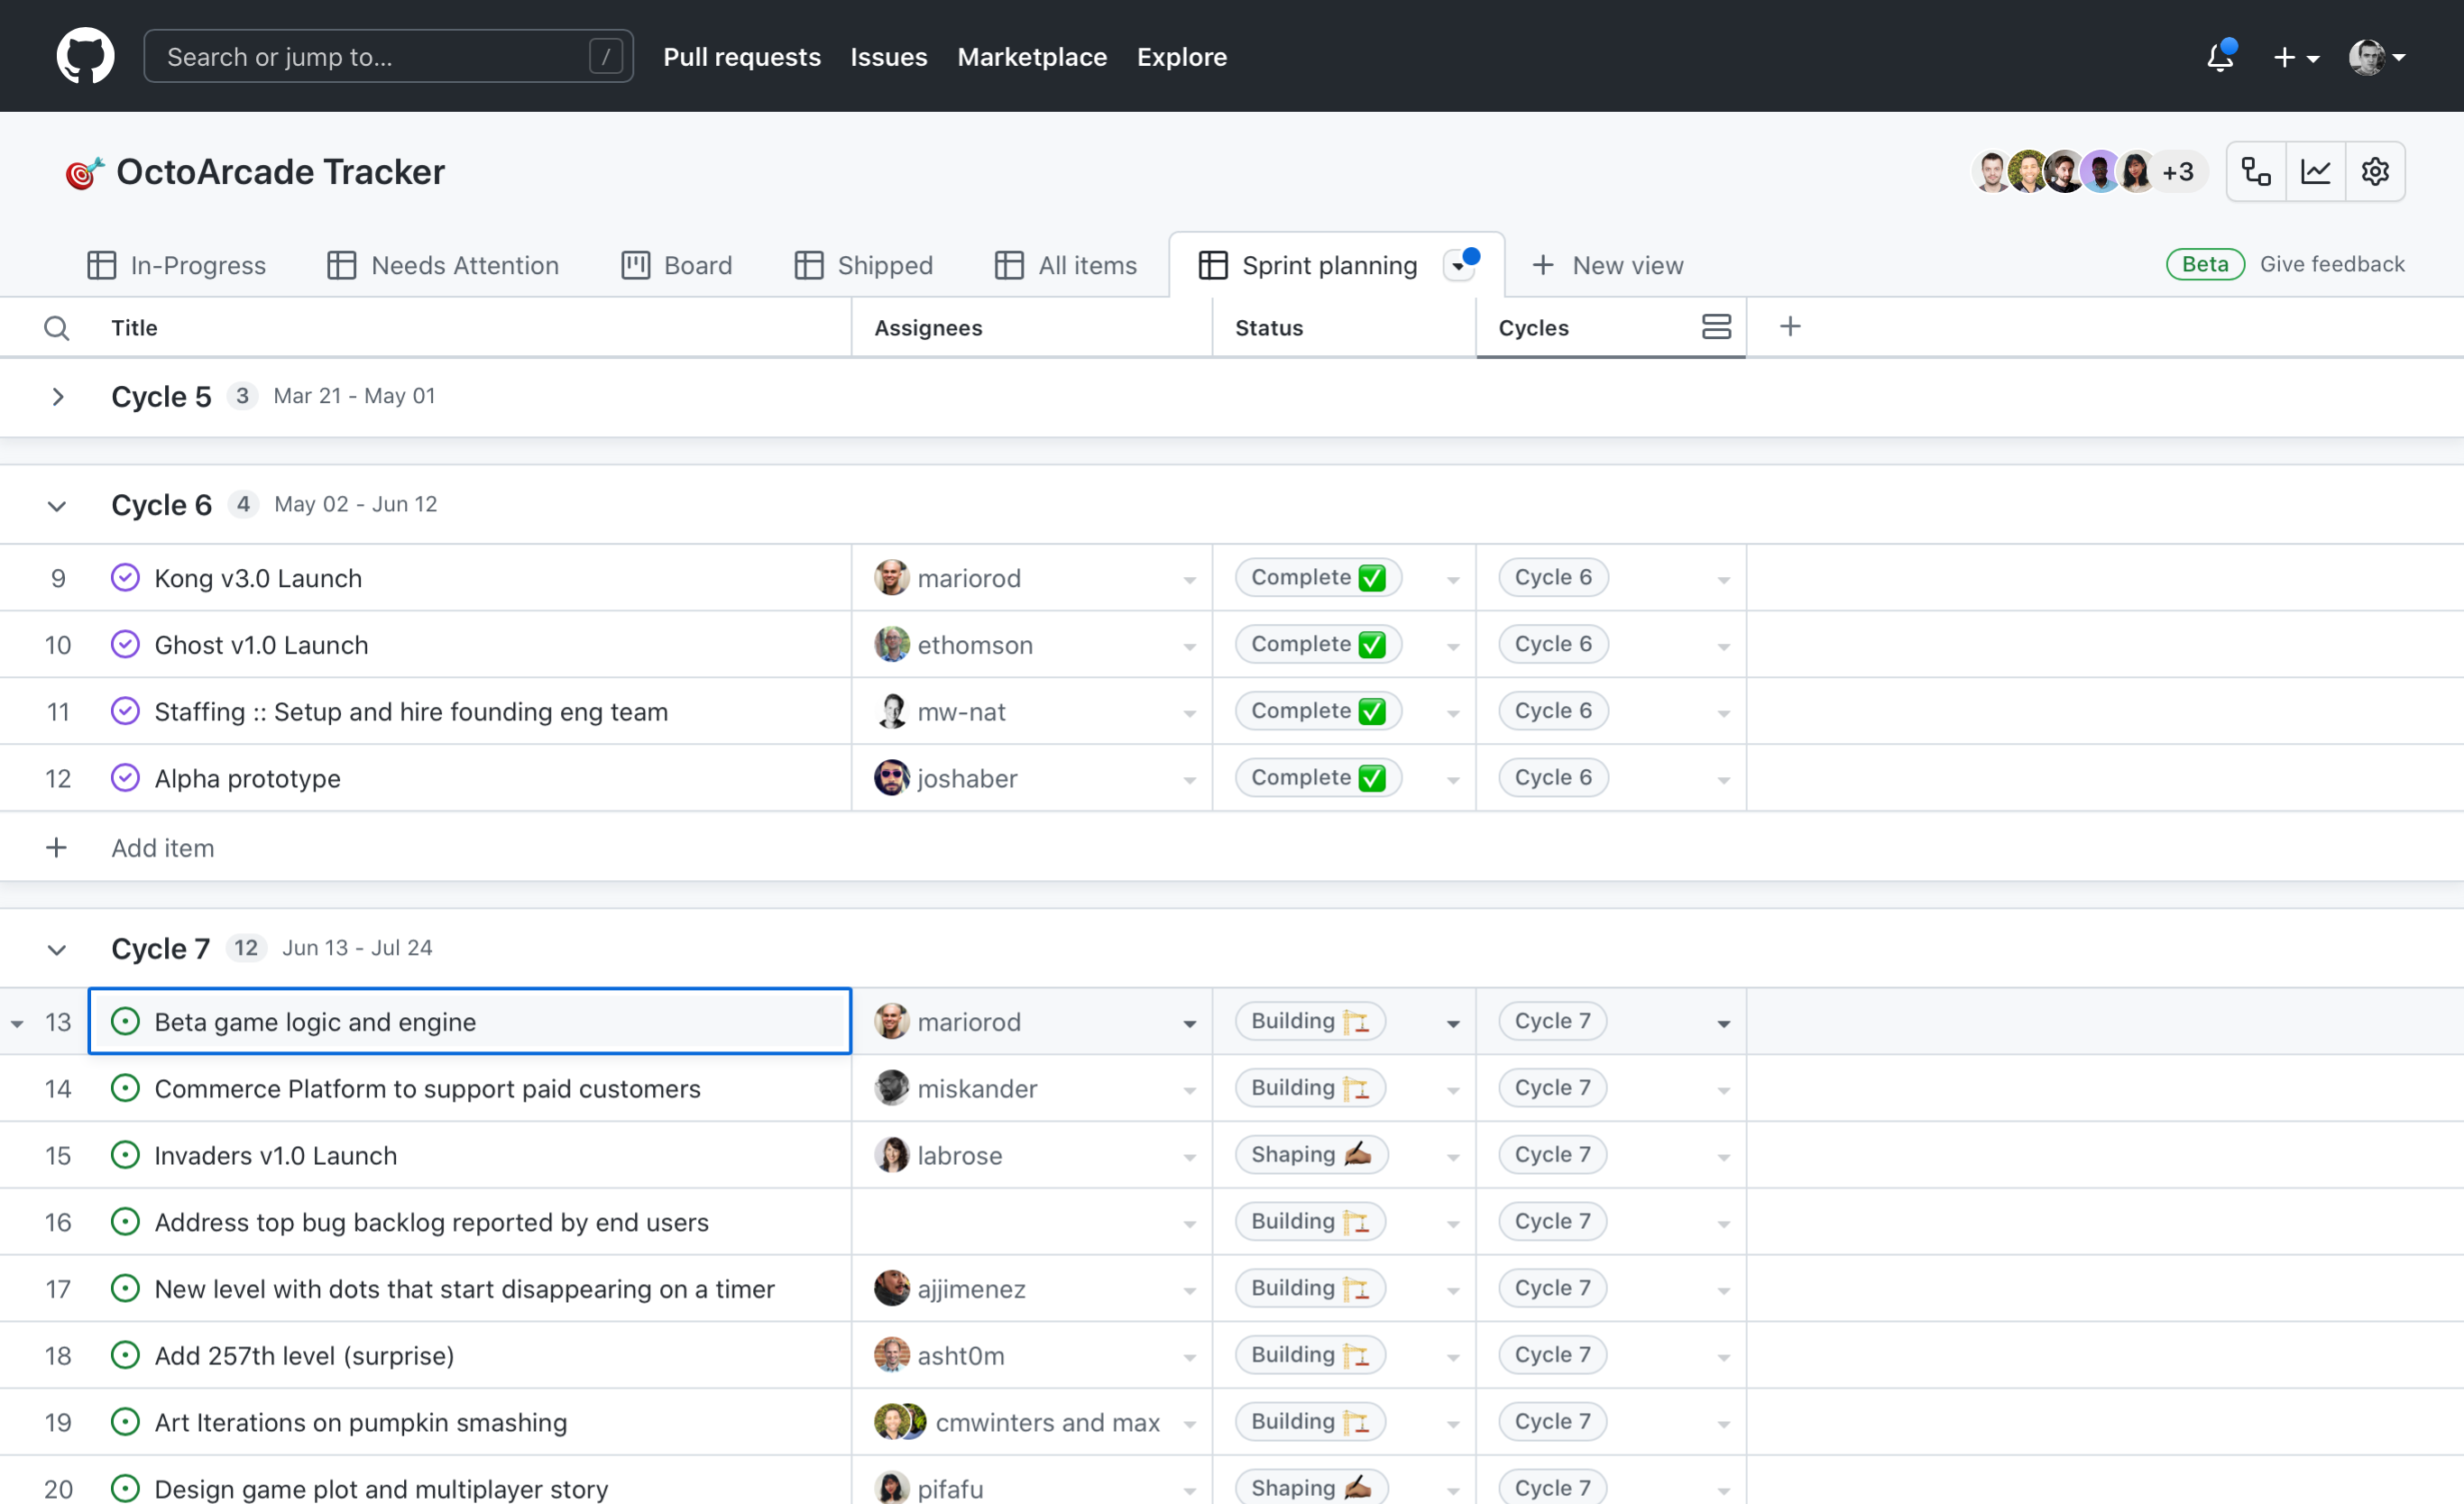 Search or jump to... / Pull requests Issues Marketplace Explore
OctoArcade Tracker +3
In-Progress Needs Attention Board Shipped All items Sprint planning New view Beta Give feedback
Title Assignees Status Cycles
Cycle 5 3 Mar 21 - May 01
Cycle 6 4 May 02 - Jun 12
9 Kong v3.0 Launch mariorod Complete ✅ Cycle 6
10 Ghost v1.0 Launch ethomson Complete ✅ Cycle 6
11 Staffing :: Setup and hire founding eng team mw-nat Complete ✅ Cycle 6
12 Alpha prototype joshaber Complete ✅ Cycle 6
Add item
Cycle 7 12 Jun 13 - Jul 24
13 Beta game logic and engine mariorod Building 🏗️ Cycle 7
14 Commerce Platform to support paid customers miskander Building 🏗️ Cycle 7
15 Invaders v1.0 Launch labrose Shaping ✍🏾 Cycle 7
16 Address top bug backlog reported by end users Building 🏗️ Cycle 7
17 New level with dots that start disappearing on a timer ajjimenez Building 🏗️ Cycle 7
18 Add 257th level (surprise) asht0m Building 🏗️ Cycle 7
19 Art Iterations on pumpkin smashing cmwinters and max Building 🏗️ Cycle 7
20 Design game plot and multiplayer story pifafu Shaping ✍🏾 Cycle 7